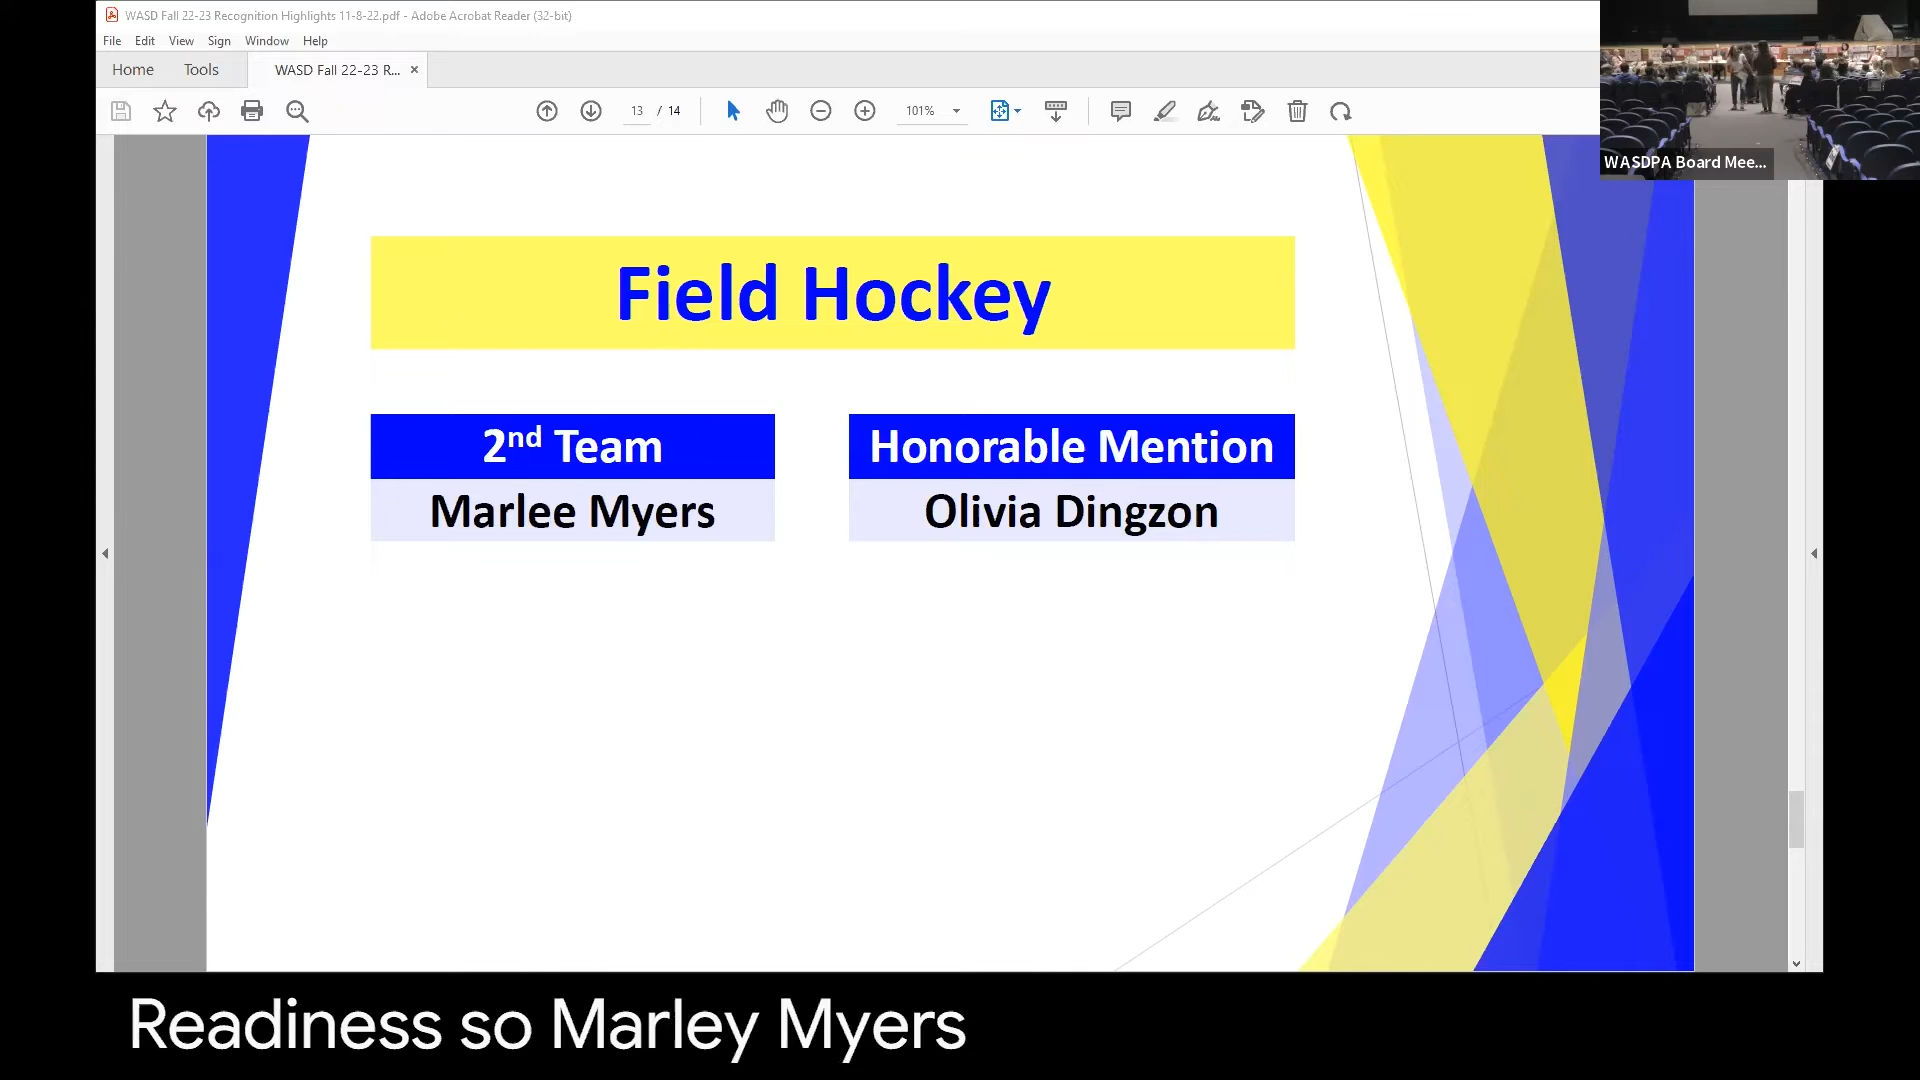 WASD Fall 22-23 Recognition Highlights 11-8-22.pdf - Adobe Acrobat Reader (32-bit)
File Edit View Sign Window Help
Home Tools WASD Fall 22-23 R... ×
13 / 14 101%
WASDPA Board Mee...
Field Hockey
2nd Team Honorable Mention
Marlee Myers Olivia Dingzon
Readiness so Marley Myers